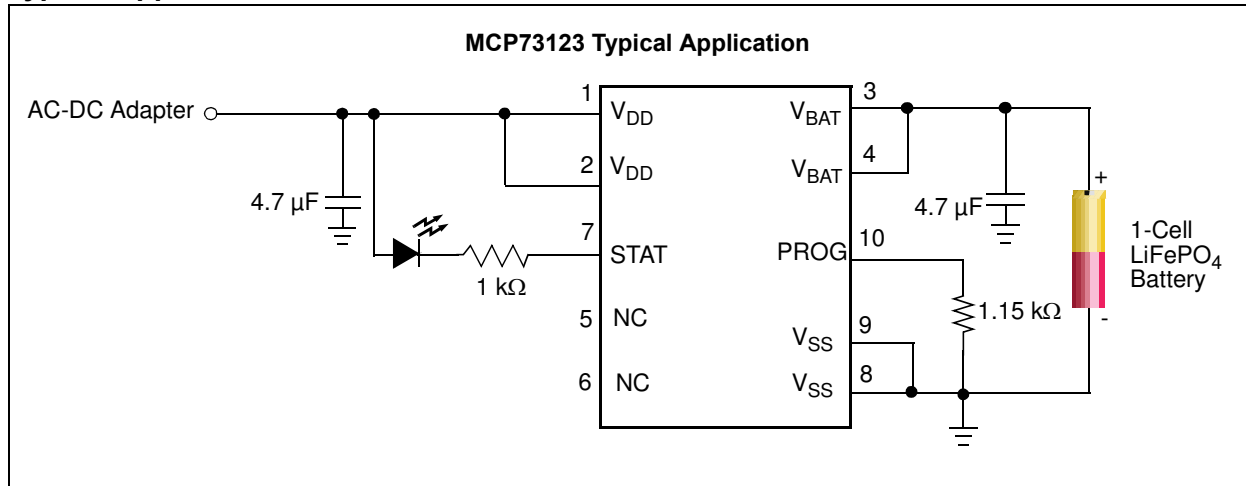 MCP73123 Typical Application
AC-DC Adapter
1
VDD
2
VDD
4.7 µF
7
STAT
1 kΩ
5
NC
6
NC
3
VBAT
4
VBAT
4.7 µF
10
PROG
1.15 kΩ
9
VSS
8
VSS
+
1-Cell
LiFePO4
Battery
-